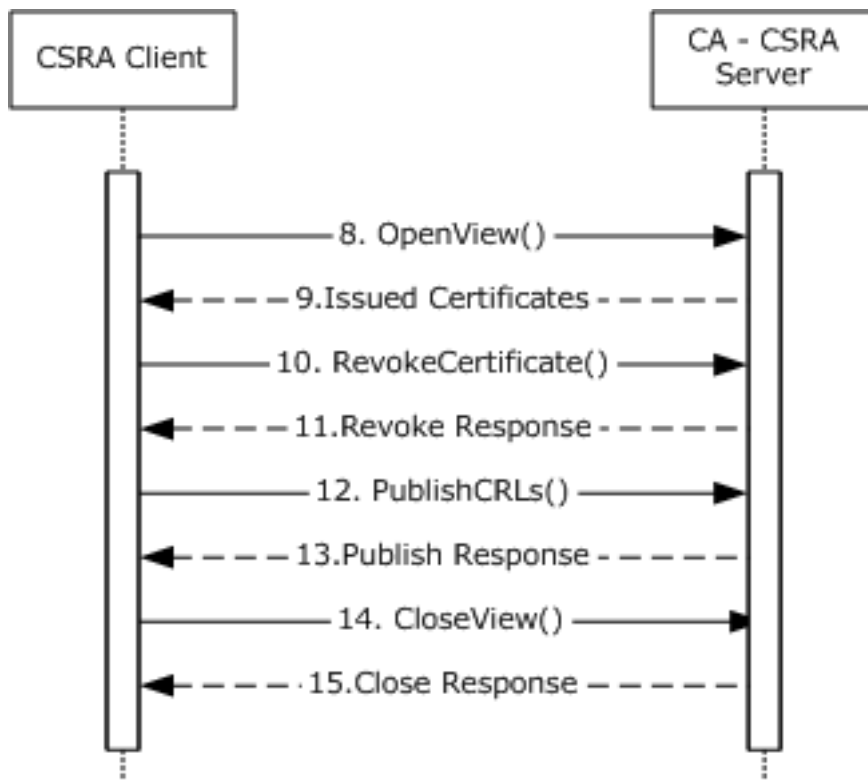 CSRA Client
CA - CSRA
Server
8. OpenView()
9.Issued Certificates
10. RevokeCertificate()
11.Revoke Response
12. PublishCRLs()
13.Publish Response
14. CloseView()
15.Close Response